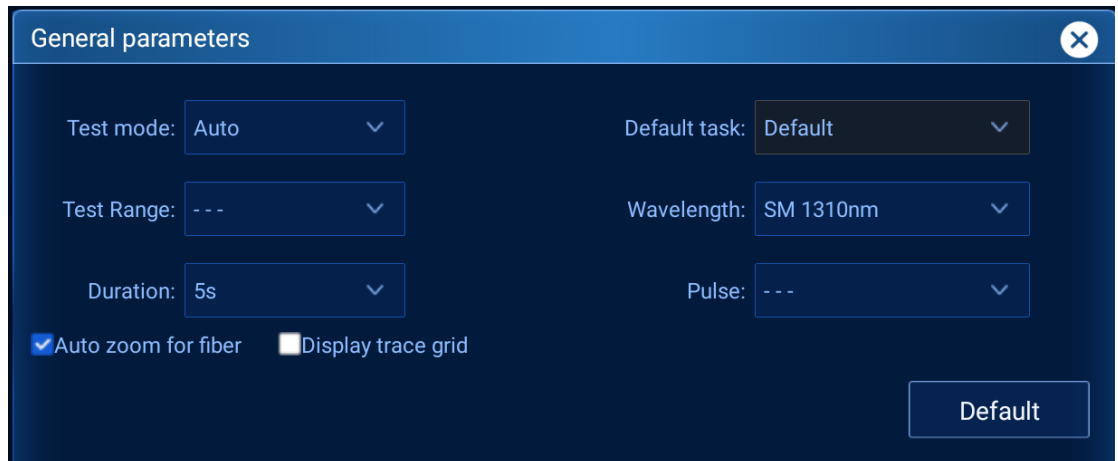 General parameters
Test mode: Auto
Default task: Default
Test Range: - - -
Wavelength: SM 1310nm
Duration: 5s
Pulse: - - -
Auto zoom for fiber
Display trace grid
Default